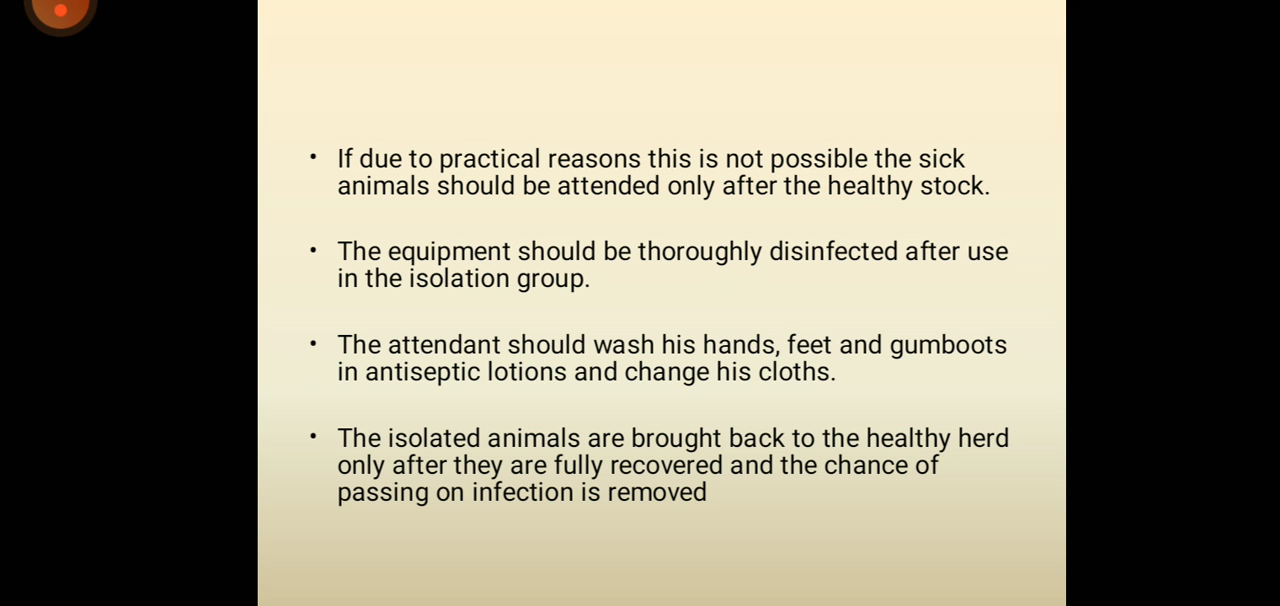 • If due to practical reasons this is not possible the sick
animals should be attended only after the healthy stock.
• The equipment should be thoroughly disinfected after use
in the isolation group.
• The attendant should wash his hands, feet and gumboots
in antiseptic lotions and change his cloths.
• The isolated animals are brought back to the healthy herd
only after they are fully recovered and the chance of
passing on infection is removed